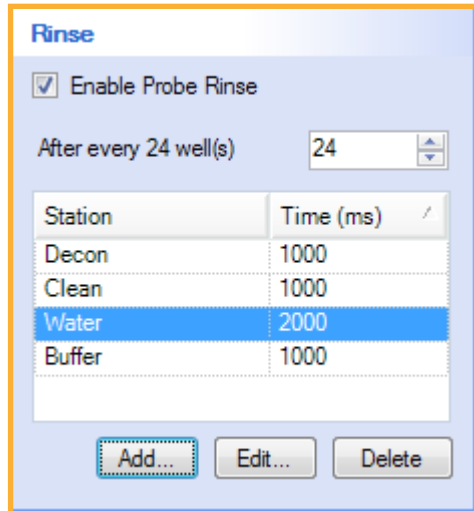 Rinse
Enable Probe Rinse
After every 24 well(s) 24
Station Time (ms)
Decon 1000
Clean 1000
Water 2000
Buffer 1000
Add... Edit... Delete